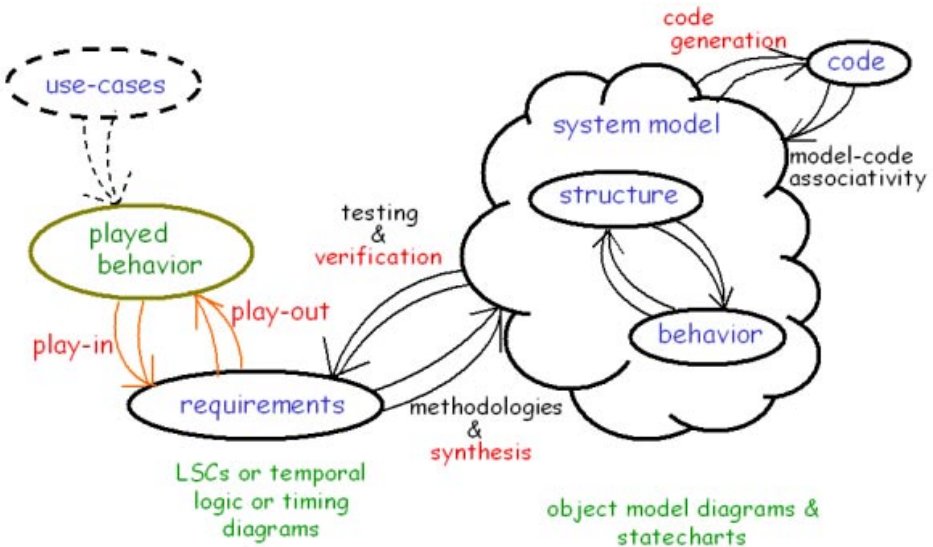 code
generation
code
use-cases
system model
model-code
associativity
structure
testing
&
verification
played
behavior
play-out
play-in
behavior
requirements
methodologies
&
synthesis
LSCs or temporal
logic or timing
diagrams
object model diagrams &
statecharts